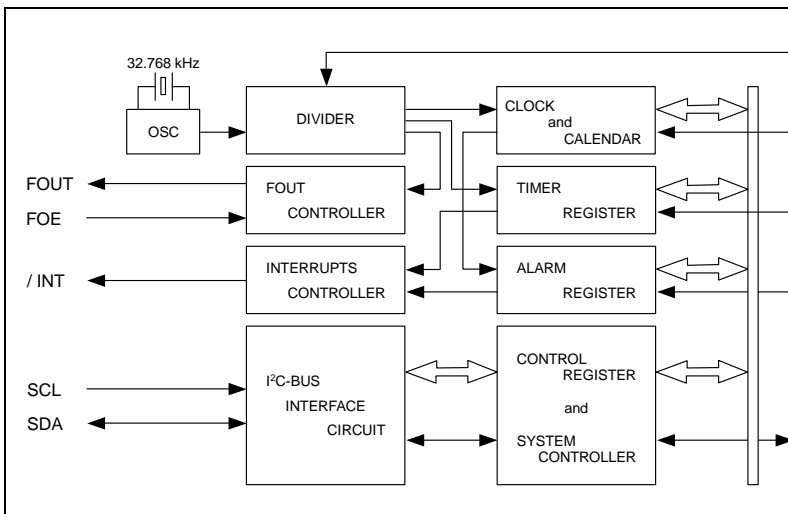 32.768 kHz
OSC
DIVIDER
CLOCK
and
CALENDAR
FOUT
FOE
FOUT
CONTROLLER
TIMER
REGISTER
/ INT
INTERRUPTS
CONTROLLER
ALARM
REGISTER
SCL
SDA
I²C-BUS
INTERFACE
CIRCUIT
CONTROL
REGISTER
and
SYSTEM
CONTROLLER